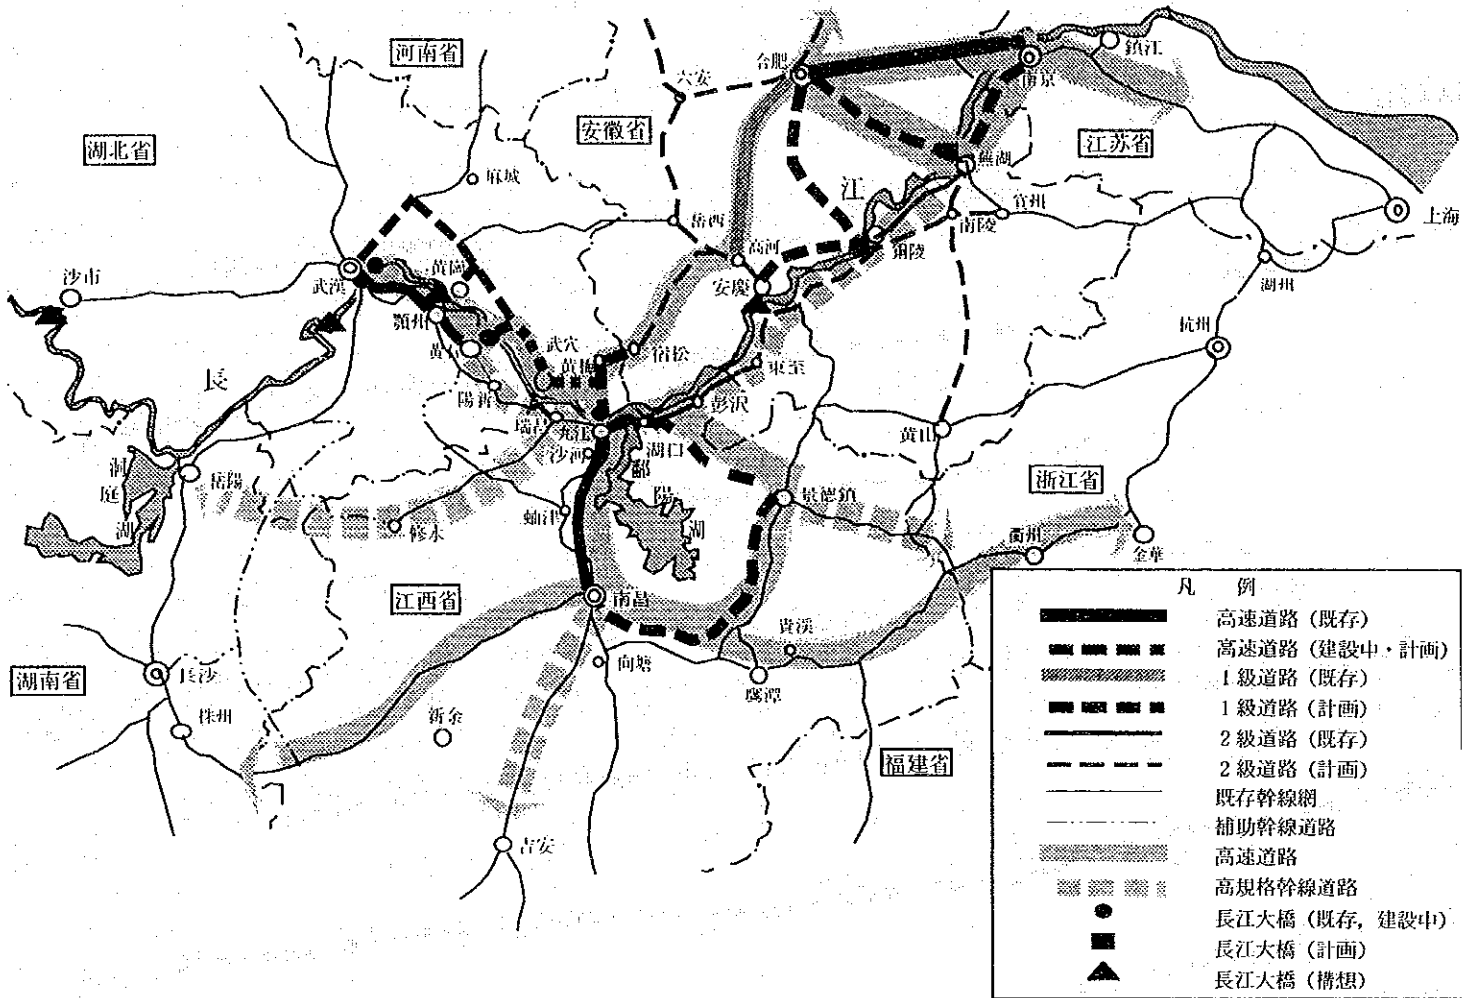 河南省
合肥
鎮江
南京
六安
安徽省
江苏省
湖北省
蕪湖
麻城
江
宣州
岳西
南陵
上海
高河
銅陵
沙市
武漢
黄岡
安慶
湖州
鄂州
杭州
黄石
武穴
黄梅
宿松
長
東至
陽新
彭沢
瑞昌
九江
湖口
黄山
沙河
洞庭湖
岳陽
鄱陽湖
景徳鎮
浙江省
修水
衢州
金華
江西省
南昌
貴渓
向塘
鷹潭
湖南省
長沙
株州
新余
福建省
吉安
凡 例
高速道路(既存)
高速道路(建設中・計画)
1級道路(既存)
1級道路(計画)
2級道路(既存)
2級道路(計画)
既存幹線網
補助幹線道路
高速道路
高規格幹線道路
長江大橋(既存,建設中)
長江大橋(計画)
長江大橋(構想)